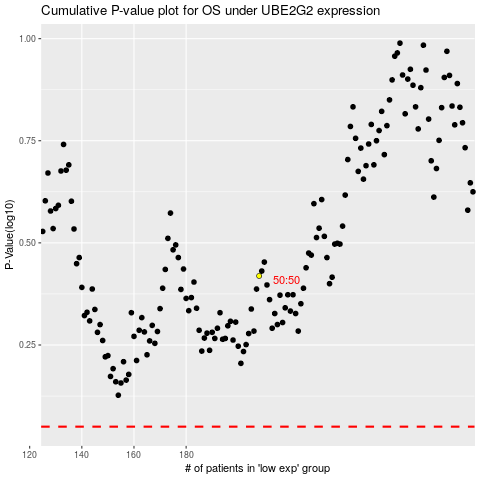 Cumulative P-value plot for OS under UBE2G2 expression
P-Value(log10)
1.00
0.75
0.50
0.25
50:50
120 140 160 180
# of patients in 'low exp' group